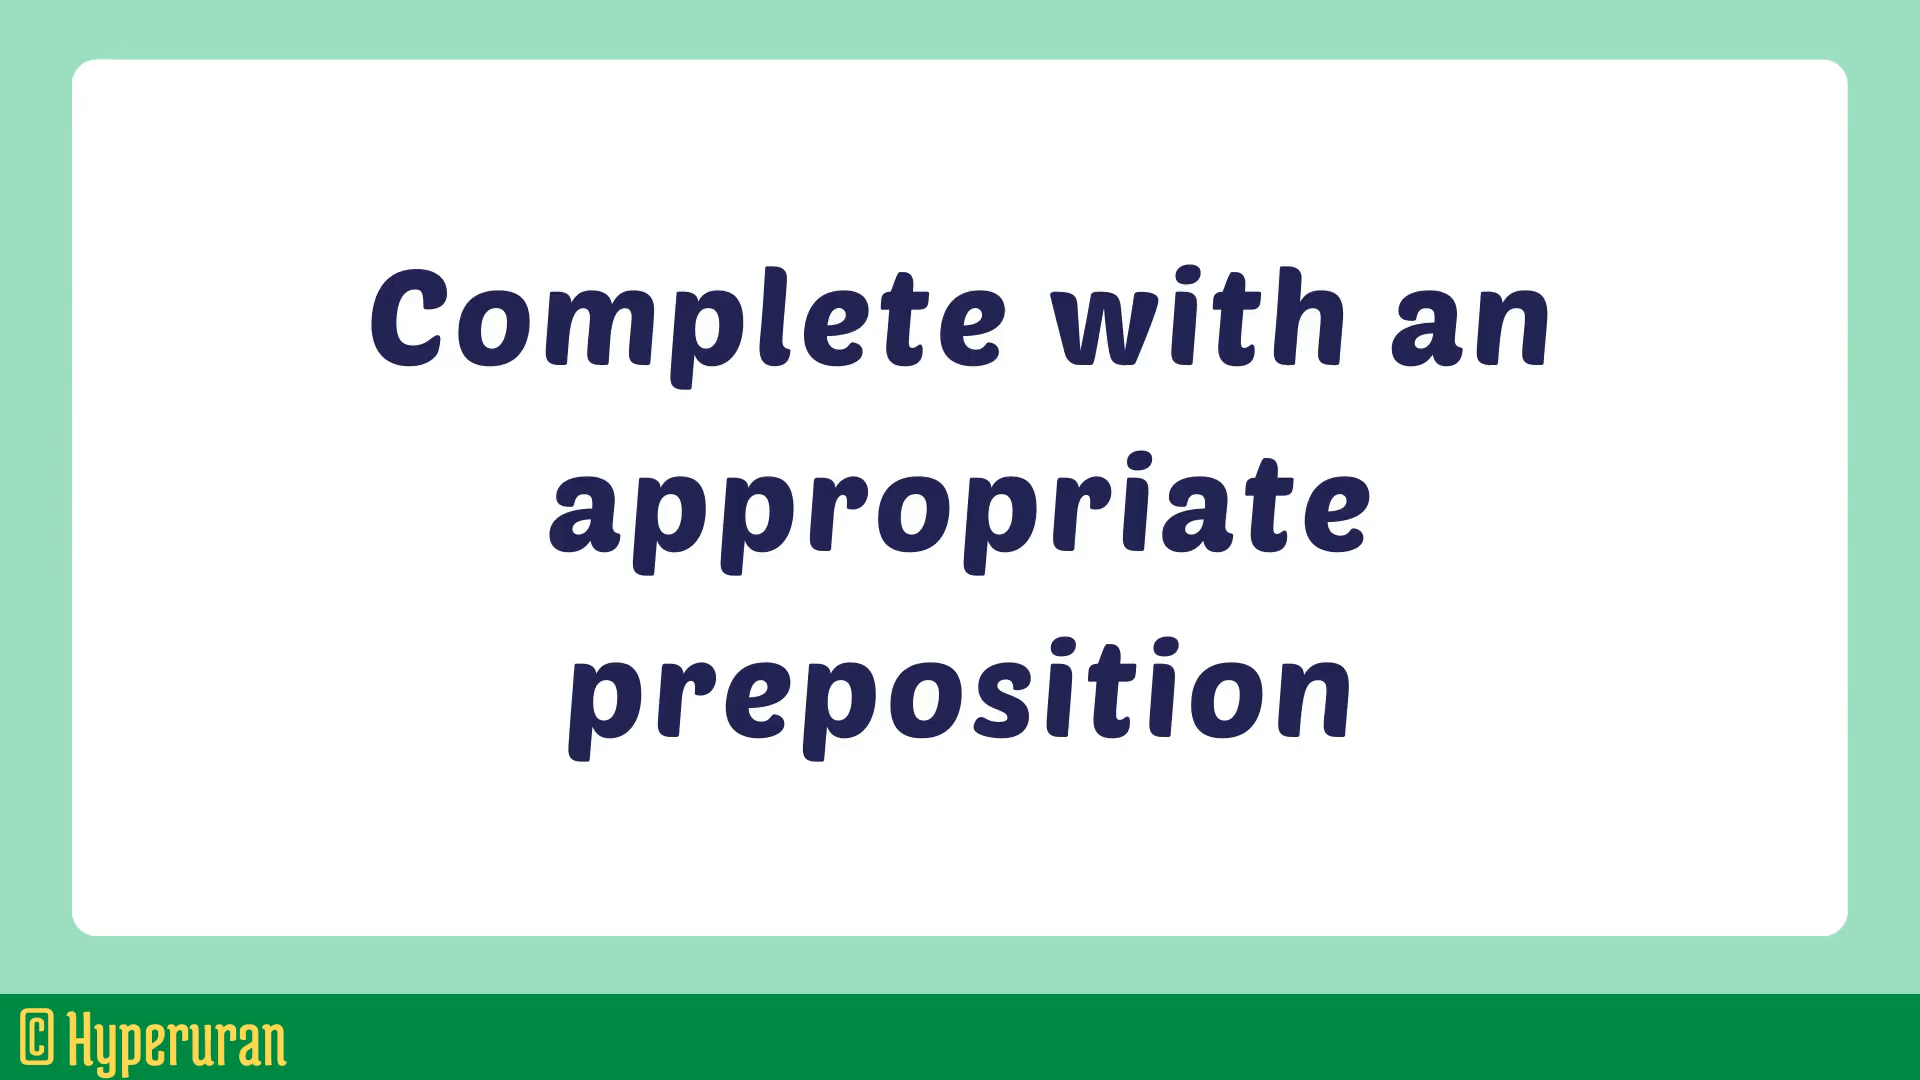 Complete with an
appropriate
preposition
© Hyperuran